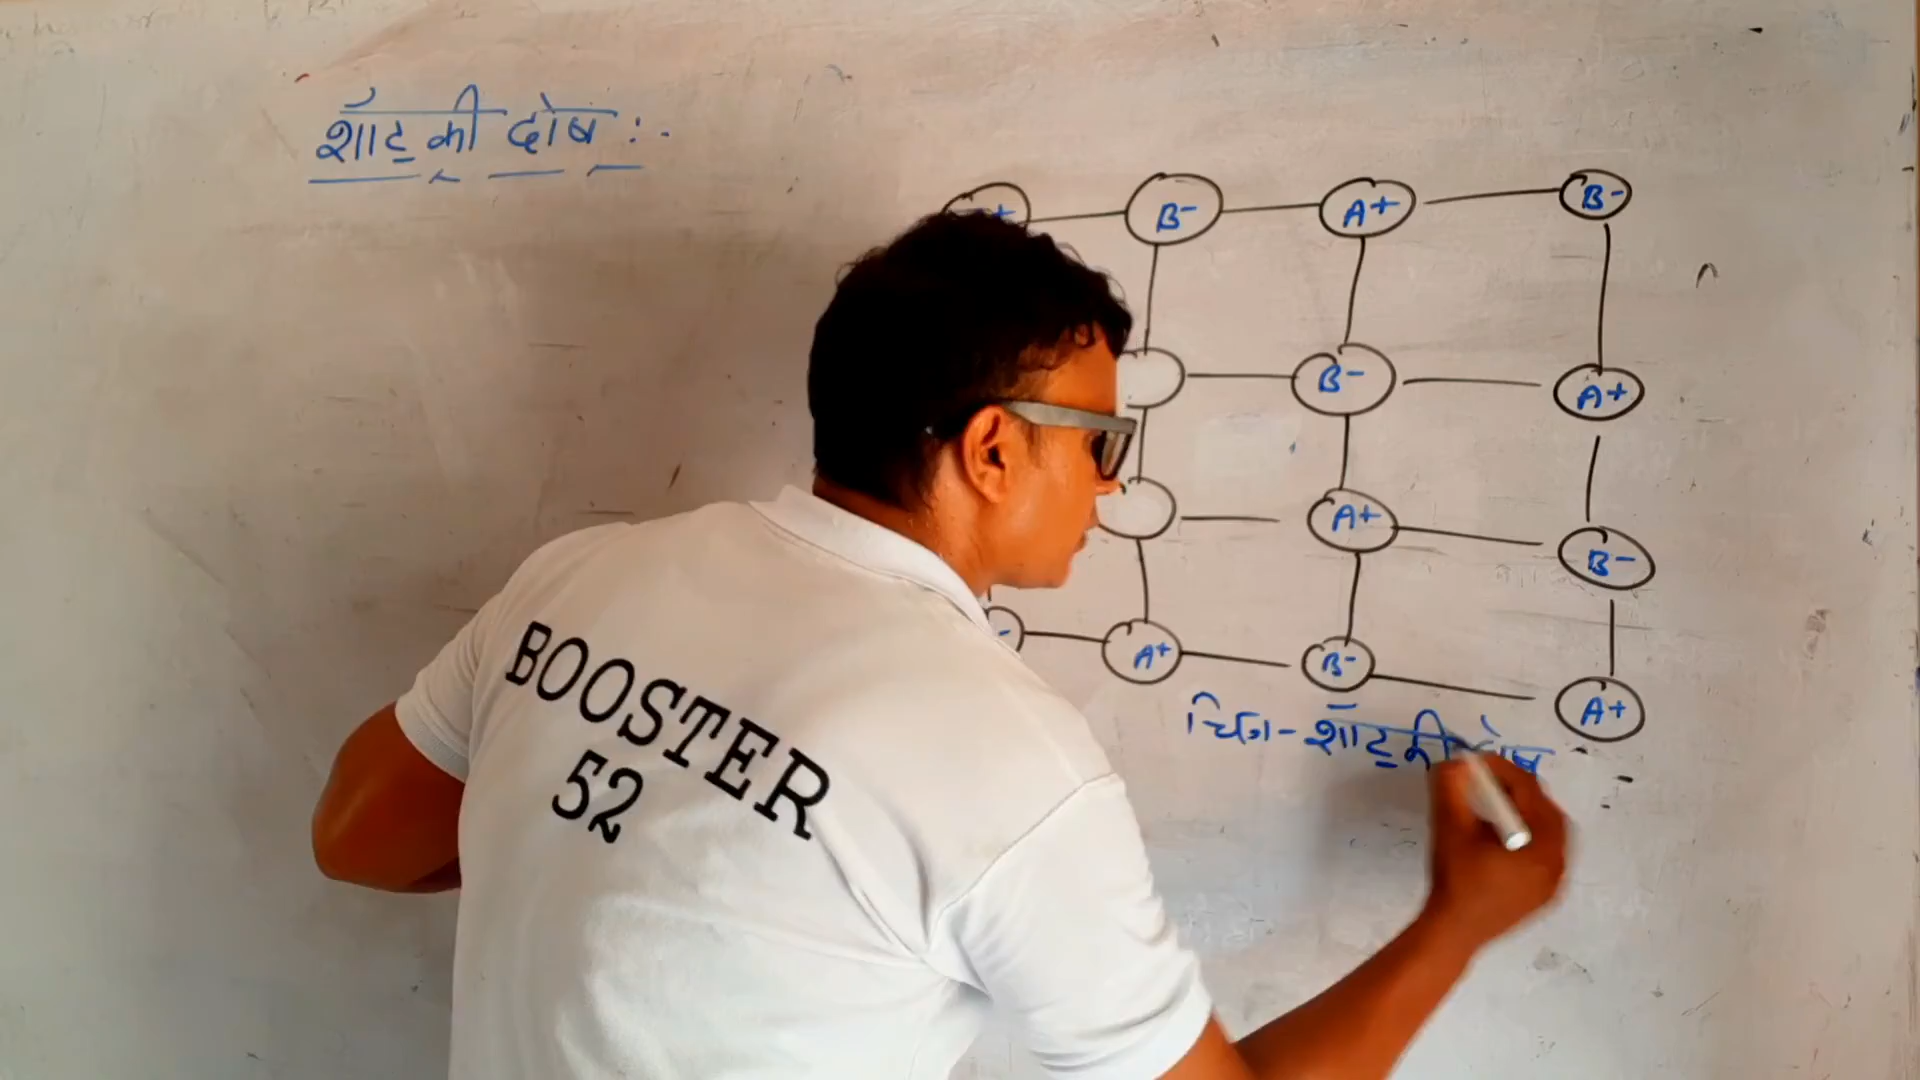 शॉट्की दोष :-
+ B- A+ B-
B- A+
A+ B-
- A+ B- A+
चित्र - शॉट्की दोष
BOOSTER
52